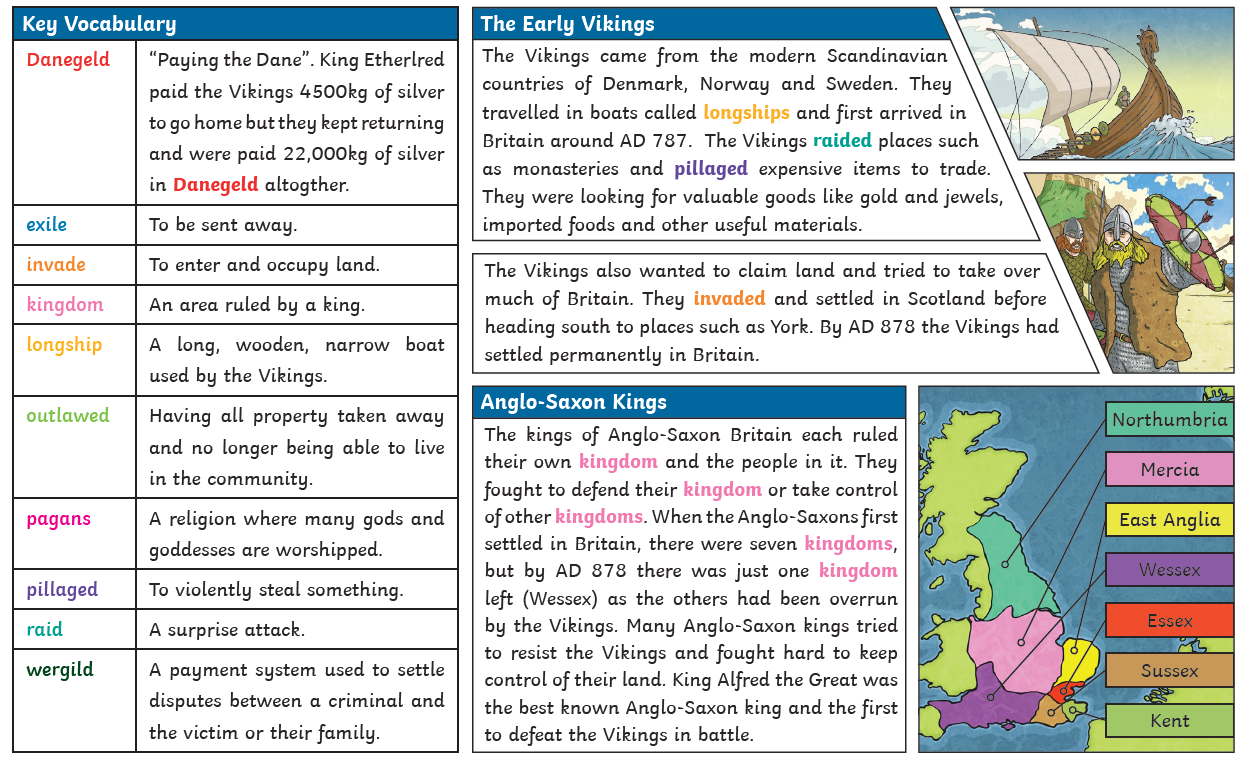 Key Vocabulary
Danegeld
“Paying the Dane”. King Etherlred
paid the Vikings 4500kg of silver
to go home but they kept returning
and were paid 22,000kg of silver
in Danegeld altogther.
exile
To be sent away.
invade
To enter and occupy land.
kingdom
An area ruled by a king.
longship
A long, wooden, narrow boat
used by the Vikings.
outlawed
Having all property taken away
and no longer being able to live
in the community.
pagans
A religion where many gods and
goddesses are worshipped.
pillaged
To violently steal something.
raid
A surprise attack.
wergild
A payment system used to settle
disputes between a criminal and
the victim or their family.
The Early Vikings
The Vikings came from the modern Scandinavian
countries of Denmark, Norway and Sweden. They
travelled in boats called longships and first arrived in
Britain around AD 787. The Vikings raided places such
as monasteries and pillaged expensive items to trade.
They were looking for valuable goods like gold and jewels,
imported foods and other useful materials.
The Vikings also wanted to claim land and tried to take over
much of Britain. They invaded and settled in Scotland before
heading south to places such as York. By AD 878 the Vikings had
settled permanently in Britain.
Anglo-Saxon Kings
The kings of Anglo-Saxon Britain each ruled
their own kingdom and the people in it. They
fought to defend their kingdom or take control
of other kingdoms. When the Anglo-Saxons first
settled in Britain, there were seven kingdoms,
but by AD 878 there was just one kingdom
left (Wessex) as the others had been overrun
by the Vikings. Many Anglo-Saxon kings tried
to resist the Vikings and fought hard to keep
control of their land. King Alfred the Great was
the best known Anglo-Saxon king and the first
to defeat the Vikings in battle.
Northumbria
Mercia
East Anglia
Wessex
Essex
Sussex
Kent